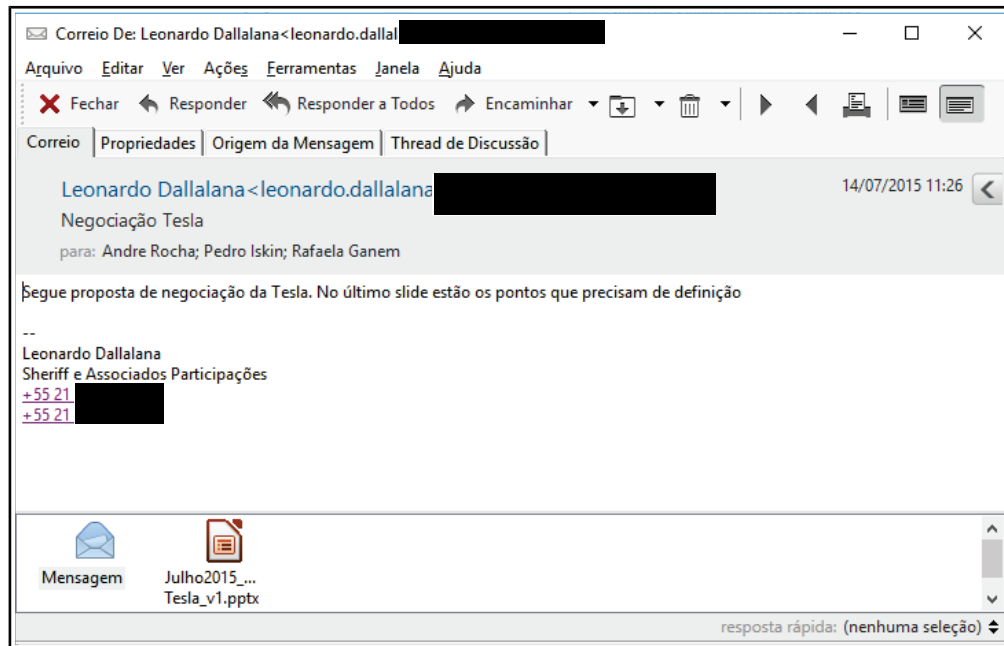 Correio De: Leonardo Dallalana<leonardo.dallal
Arquivo Editar Ver Ações Ferramentas Janela Ajuda
Fechar Responder Responder a Todos Encaminhar
Correio Propriedades Origem da Mensagem Thread de Discussão
Leonardo Dallalana<leonardo.dallalana 14/07/2015 11:26
Negociação Tesla
para: Andre Rocha; Pedro Iskin; Rafaela Ganem
Segue proposta de negociação da Tesla. No último slide estão os pontos que precisam de definição
--
Leonardo Dallalana
Sheriff e Associados Participações
+55 21
+55 21
Mensagem Julho2015_...
Tesla_v1.pptx
resposta rápida: (nenhuma seleção)